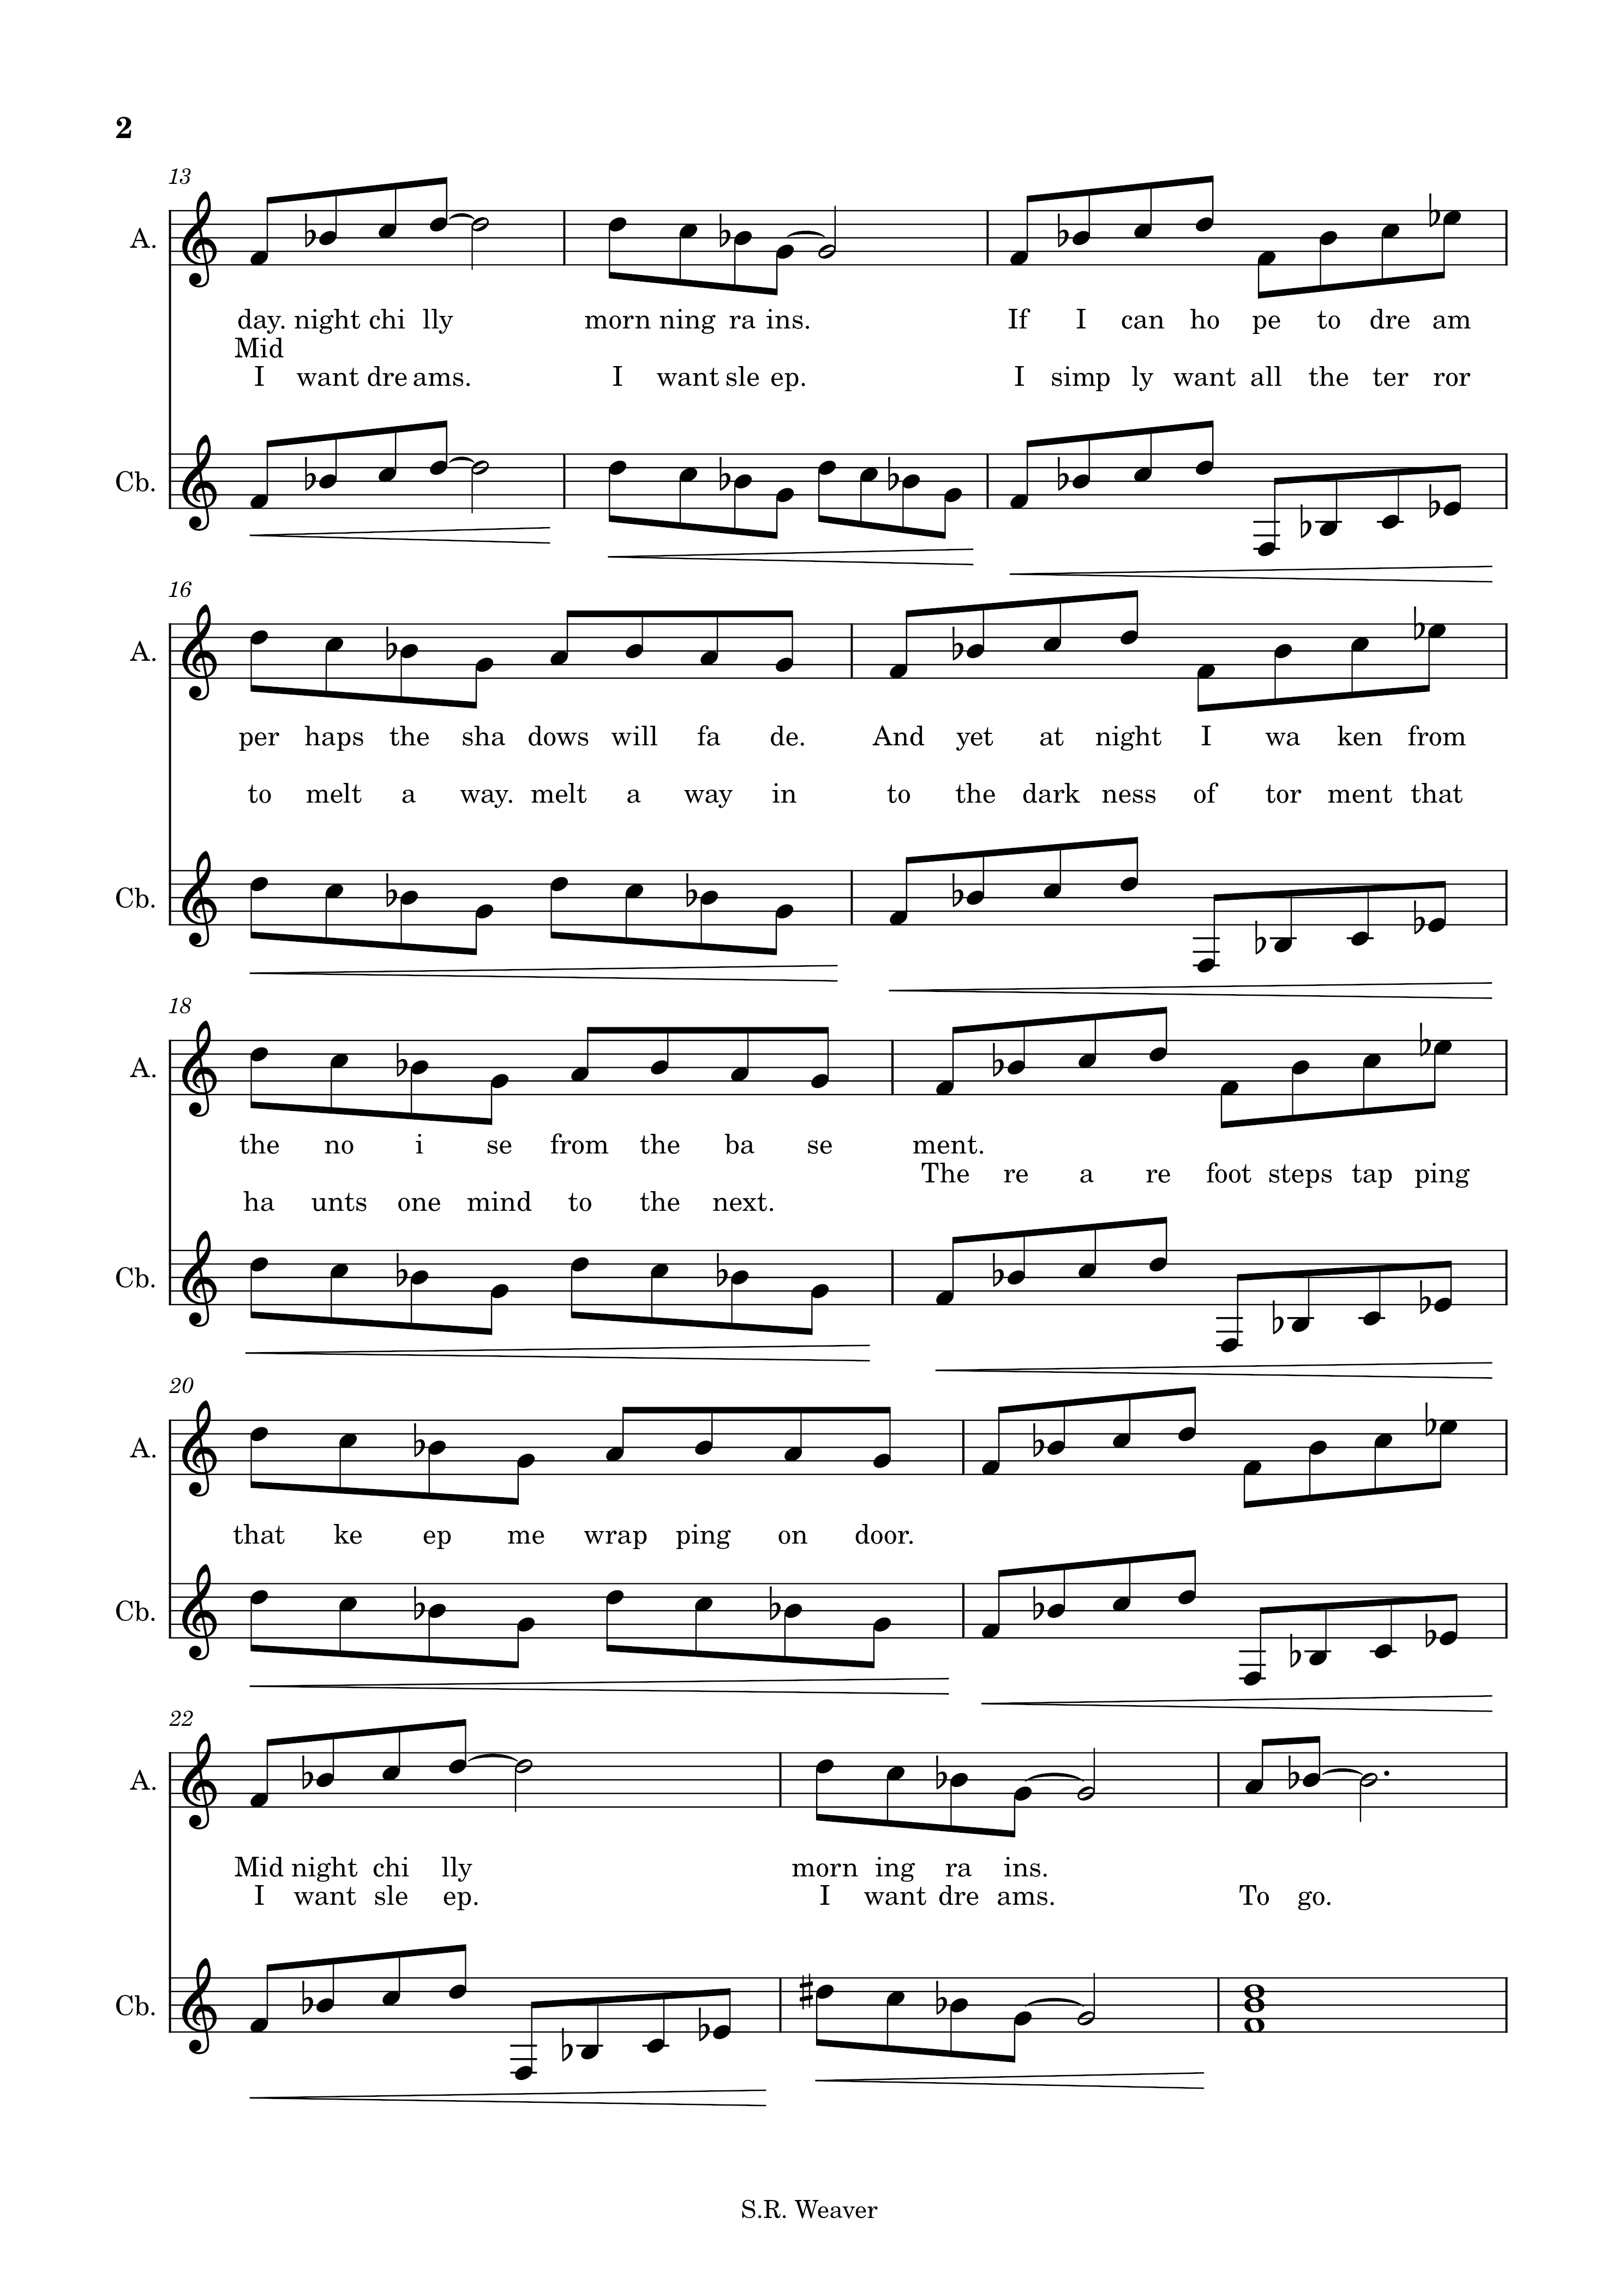 2
13
A.
day. night chi lly morn ning ra ins. If I can ho pe to dre am
Mid
I want dre ams. I want sle ep. I simp ly want all the ter ror
Cb.
16
A.
per haps the sha dows will fa de. And yet at night I wa ken from
to melt a way. melt a way in to the dark ness of tor ment that
Cb.
18
A.
the no i se from the ba se ment.
The re a re foot steps tap ping
ha unts one mind to the next.
Cb.
20
A.
that ke ep me wrap ping on door.
Cb.
22
A.
Mid night chi lly morn ing ra ins.
I want sle ep. I want dre ams. To go.
Cb.
S.R. Weaver